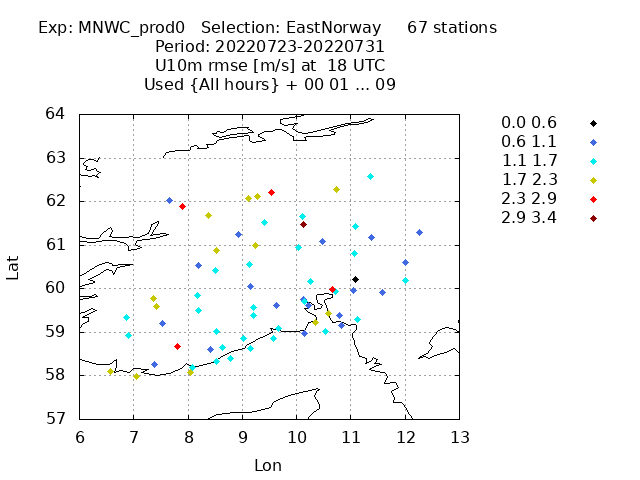 Exp: MNWC_prod0   Selection: EastNorway     67 stations
Period: 20220723-20220731
U10m rmse [m/s] at  18 UTC
Used {All hours} + 00 01 ... 09
0.0 0.6
0.6 1.1
1.1 1.7
1.7 2.3
2.3 2.9
2.9 3.4
64
63
62
61
60
59
58
57
Lat
6 7 8 9 10 11 12 13
Lon